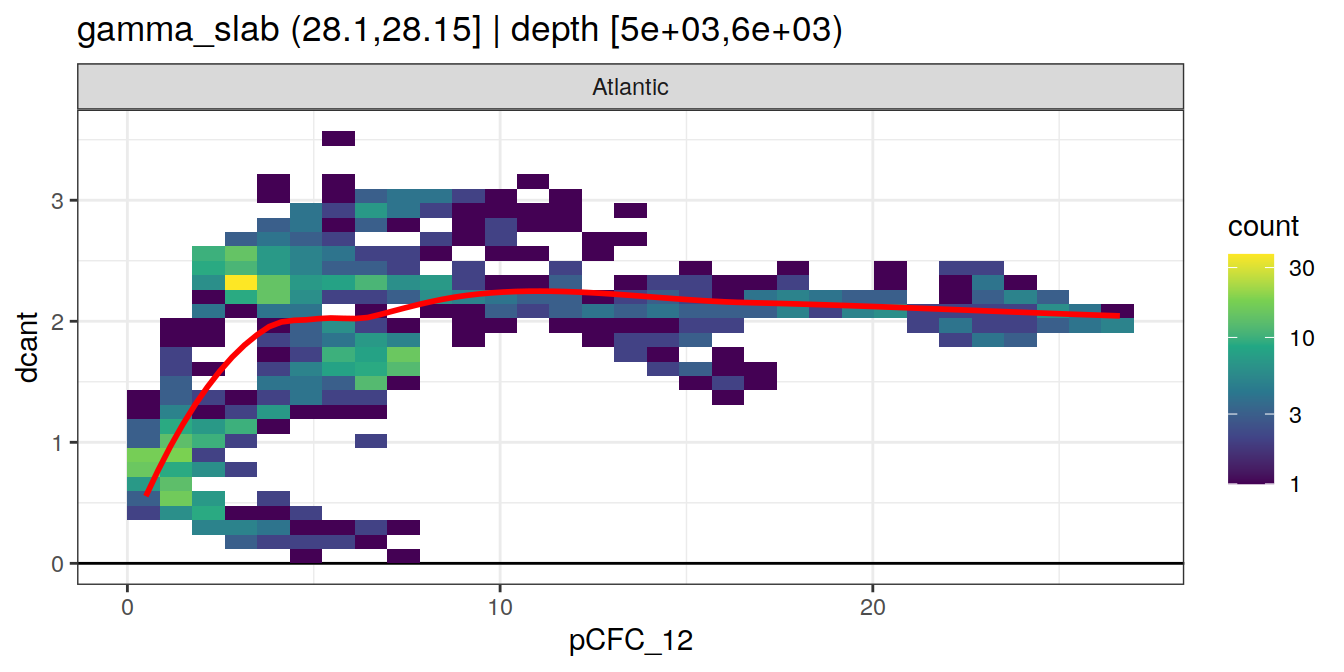 gamma_slab (28.1,28.15] | depth [5e+03,6e+03)
Atlantic
dcant
3
2
1
0
0 10 20
pCFC_12
count
30
10
3
1